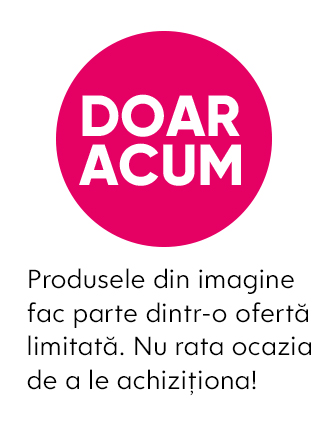 DOAR
ACUM
Produsele din imagine
fac parte dintr-o ofertă
limitată. Nu rata ocazia
de a le achiziționa!